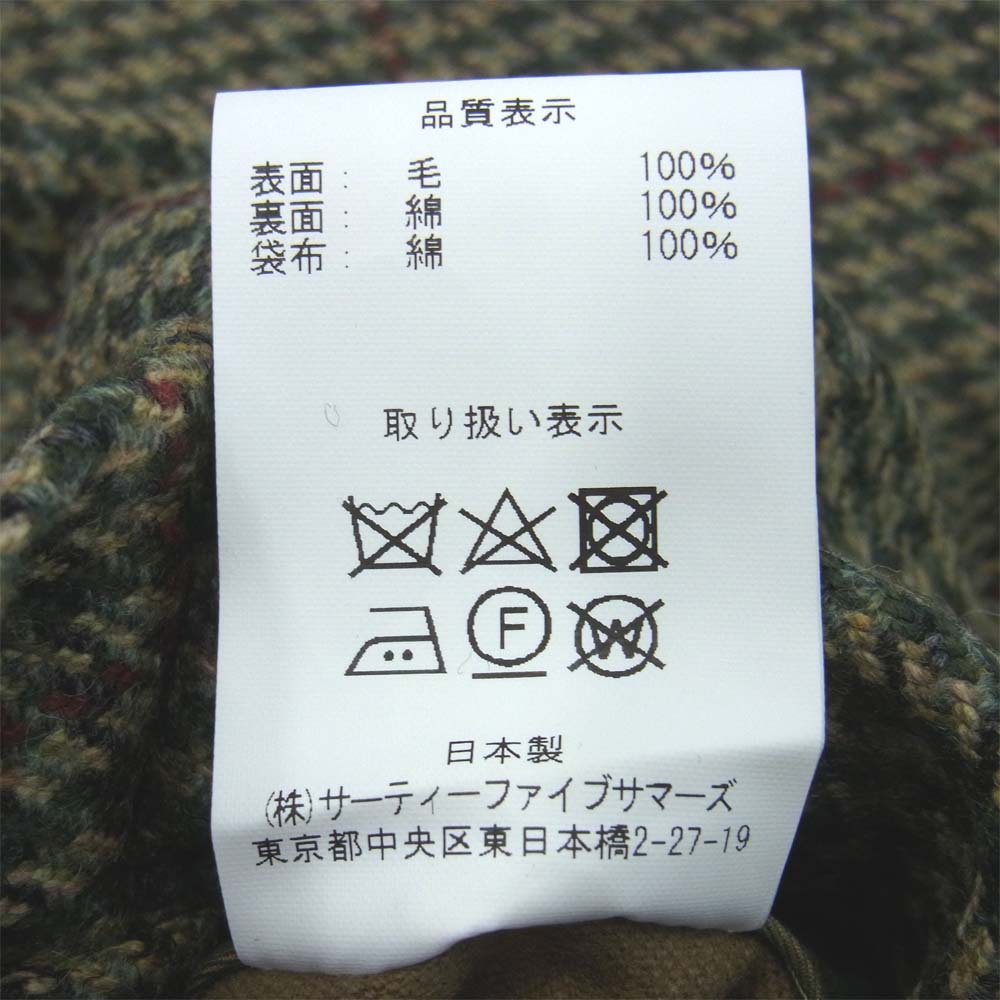 品質表示
表面: 毛 100%
裏面: 綿 100%
袋布: 綿 100%
取り扱い表示
F W
日本製
(株)サーティーファイブサマーズ
東京都中央区東日本橋2-27-19